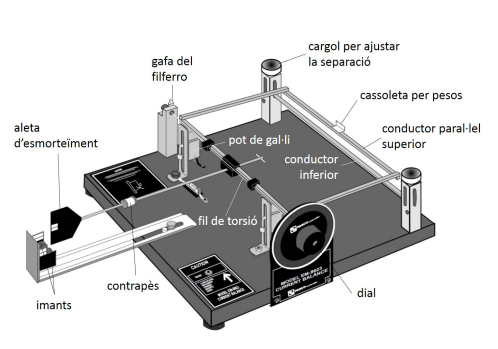 cargol per ajustar
la separació
gafa del
filferro
cassoleta per pesos
aleta
d'esmorteïment
pot de gal·li
conductor paral·lel
superior
conductor
inferior
fil de torsió
contrapès
imants
dial
CAUTION
MODEL EM-8623
CURRENT BALANCE